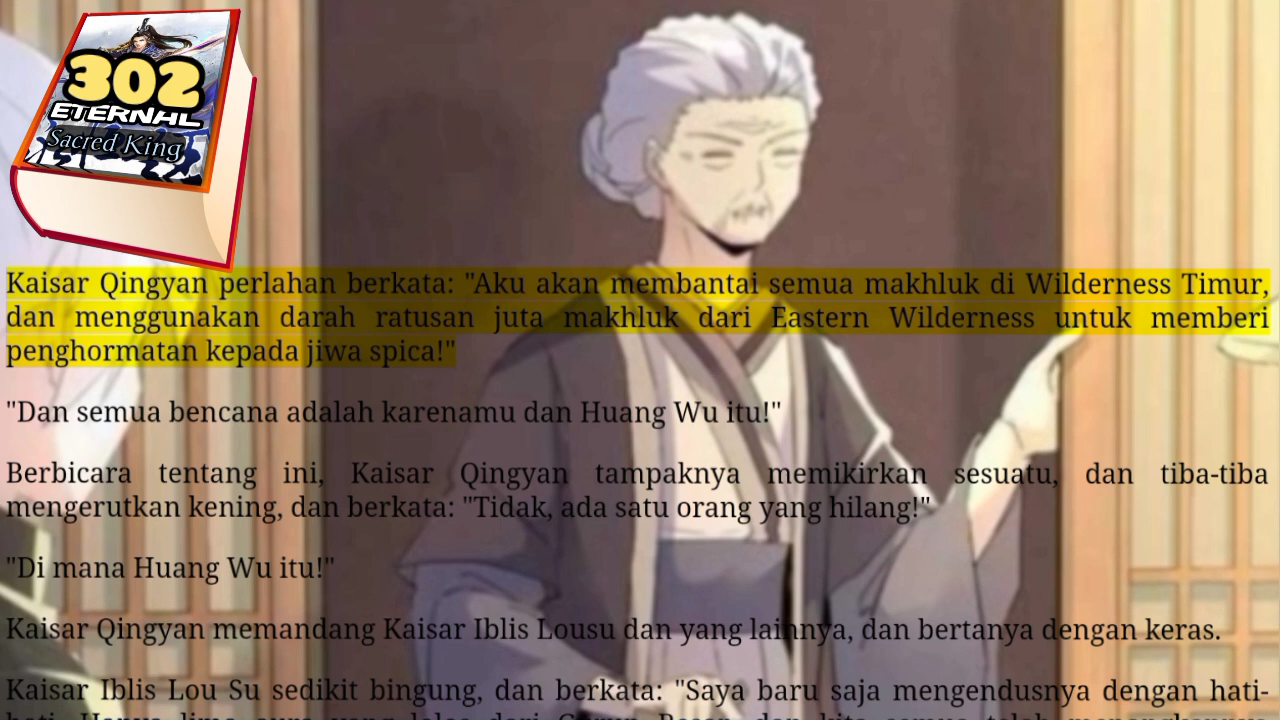 302
ETERNAL
Sacred King
Kaisar Qingyan perlahan berkata: "Aku akan membantai semua makhluk di Wilderness Timur,
dan menggunakan darah ratusan juta makhluk dari Eastern Wilderness untuk memberi
penghormatan kepada jiwa spica!"
"Dan semua bencana adalah karenamu dan Huang Wu itu!"
Berbicara tentang ini, Kaisar Qingyan tampaknya memikirkan sesuatu, dan tiba-tiba
mengerutkan kening, dan berkata: "Tidak, ada satu orang yang hilang!"
"Di mana Huang Wu itu!"
Kaisar Qingyan memandang Kaisar Iblis Lousu dan yang lainnya, dan bertanya dengan keras.
Kaisar Iblis Lou Su sedikit bingung, dan berkata: "Saya baru saja mengendusnya dengan hati-